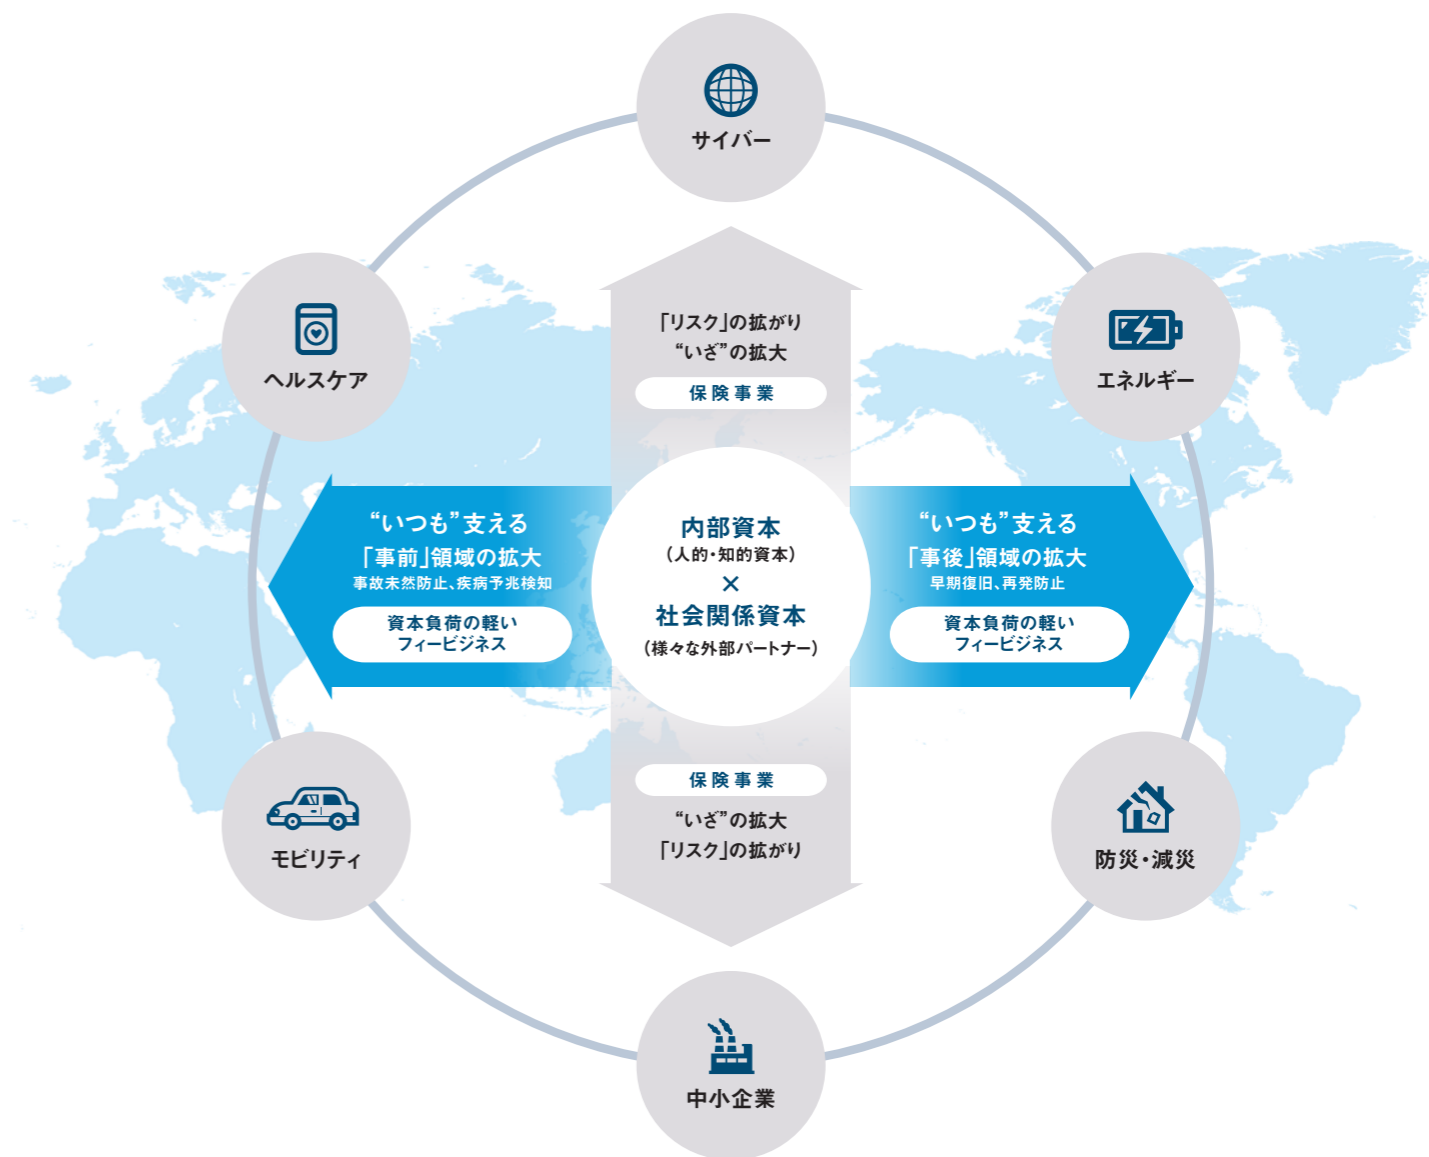 サイバー
ヘルスケア
エネルギー
「リスク」の拡がり
“いざ”の拡大
保険事業
“いつも”支える
「事前」領域の拡大
事故未然防止、疾病予兆検知
資本負荷の軽い
フィービジネス
内部資本
(人的・知的資本)
×
社会関係資本
(様々な外部パートナー)
“いつも”支える
「事後」領域の拡大
早期復旧、再発防止
資本負荷の軽い
フィービジネス
保険事業
“いざ”の拡大
「リスク」の拡がり
モビリティ
防災・減災
中小企業